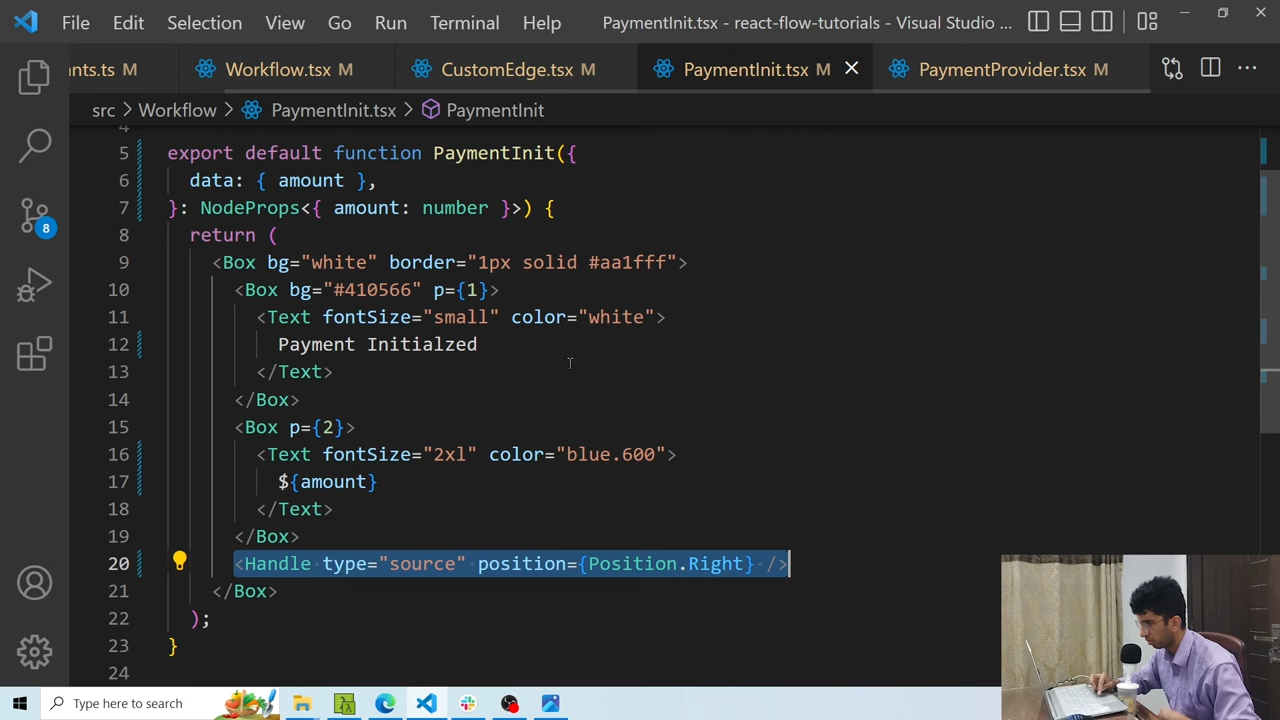 File Edit Selection View Go Run Terminal Help PaymentInit.tsx - react-flow-tutorials - Visual Studio ...
nts.ts M Workflow.tsx M CustomEdge.tsx M PaymentInit.tsx M PaymentProvider.tsx M ...
src > Workflow > PaymentInit.tsx > PaymentInit
4
5 export default function PaymentInit({
6 data: { amount },
7 }: NodeProps<{ amount: number }>) {
8 return (
9 <Box bg="white" border="1px solid #aa1fff">
10 <Box bg="#410566" p={1}>
11 <Text fontSize="small" color="white">
12 Payment Initialzed
13 </Text>
14 </Box>
15 <Box p={2}>
16 <Text fontSize="2xl" color="blue.600">
17 ${amount}
18 </Text>
19 </Box>
20 <Handle type="source" position={Position.Right} />
21 </Box>
22 );
23 }
24
8
Type here to search